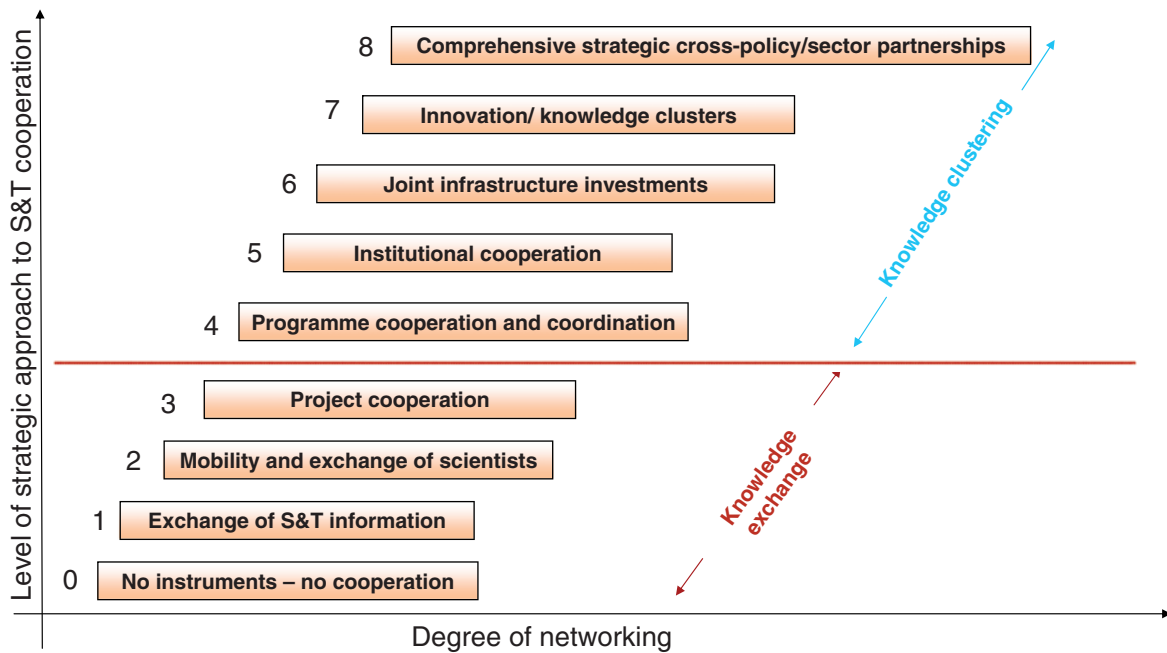 Level of strategic approach to S&T cooperation
8 Comprehensive strategic cross-policy/sector partnerships
7 Innovation/ knowledge clusters
6 Joint infrastructure investments
5 Institutional cooperation
4 Programme cooperation and coordination
3 Project cooperation
2 Mobility and exchange of scientists
1 Exchange of S&T information
0 No instruments – no cooperation
Knowledge clustering
Knowledge
exchange
Degree of networking